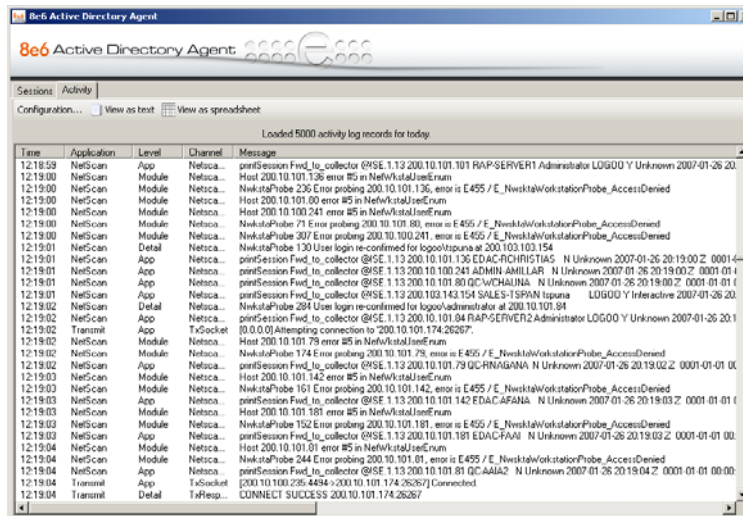 8e6 Active Directory Agent
8e6 Active Directory Agent
Sessions Activity
Configuration... View as text View as spreadsheet
Loaded 5000 activity log records for today.
Time Application Level Channel Message
12:18:59 NetScan App Netsca... printSession Fwd_to_collector @ISE.1.13 200.10.101.101 RAP-SERVER1 Administrator LOGOO Y Unknown 2007-01-26 20:
12:19:00 NetScan Module Netsca... Host 200.10.101.136 error #5 in NetWkstaUserEnum
12:19:00 NetScan Module Netsca... NwkstaProbe 236 Error probing 200.10.101.136, error is E455 / E_NwsktaWorkstationProbe_AccessDenied
12:19:00 NetScan Module Netsca... Host 200.10.101.80 error #5 in NetWkstaUserEnum
12:19:00 NetScan Module Netsca... Host 200.10.100.241 error #5 in NetWkstaUserEnum
12:19:00 NetScan Module Netsca... NwkstaProbe 71 Error probing 200.10.101.80, error is E455 / E_NwsktaWorkstationProbe_AccessDenied
12:19:00 NetScan Module Netsca... NwkstaProbe 307 Error probing 200.10.100.241, error is E455 / E_NwsktaWorkstationProbe_AccessDenied
12:19:01 NetScan Detail Netsca... NwkstaProbe 130 User login re-confirmed for logoo\tspuna at 200.103.103.154
12:19:01 NetScan App Netsca... printSession Fwd_to_collector @ISE.1.13 200.10.101.136 EDAC-RCHRISTIAS N Unknown 2007-01-26 20:19:00 Z 0001-
12:19:01 NetScan App Netsca... printSession Fwd_to_collector @ISE.1.13 200.10.100.241 ADMIN-AMILLAR N Unknown 2007-01-26 20:19:00 Z 0001-01-
12:19:01 NetScan App Netsca... printSession Fwd_to_collector @ISE.1.13 200.10.101.80 QC-WCHAUNA N Unknown 2007-01-26 20:19:00 Z 0001-01-01
12:19:01 NetScan App Netsca... printSession Fwd_to_collector @ISE.1.13 200.103.143.154 SALES-TSPAN tspuna LOGOO Y Interactive 2007-01-26 20:
12:19:02 NetScan Detail Netsca... NwkstaProbe 284 User login re-confirmed for logoo\administrator at 200.10.101.84
12:19:02 NetScan App Netsca... printSession Fwd_to_collector @ISE.1.13 200.10.101.84 RAP-SERVER2 Administrator LOGOO Y Unknown 2007-01-26 20:1
12:19:02 Transmit App TxSocket [0.0.0.0] Attempting connection to "200.10.101.174:26267".
12:19:02 NetScan Module Netsca... Host 200.10.101.79 error #5 in NetWkstaUserEnum
12:19:02 NetScan Module Netsca... NwkstaProbe 174 Error probing 200.10.101.79, error is E455 / E_NwsktaWorkstationProbe_AccessDenied
12:19:02 NetScan App Netsca... printSession Fwd_to_collector @ISE.1.13 200.10.101.79 QC-RNAGANA N Unknown 2007-01-26 20:19:02 Z 0001-01-01
12:19:03 NetScan Module Netsca... Host 200.10.101.142 error #5 in NetWkstaUserEnum
12:19:03 NetScan Module Netsca... NwkstaProbe 161 Error probing 200.10.101.142, error is E455 / E_NwsktaWorkstationProbe_AccessDenied
12:19:03 NetScan App Netsca... printSession Fwd_to_collector @ISE.1.13 200.10.101.142 EDAC-AFANA N Unknown 2007-01-26 20:19:03 Z 0001-01-01
12:19:03 NetScan Module Netsca... Host 200.10.101.181 error #5 in NetWkstaUserEnum
12:19:03 NetScan Module Netsca... NwkstaProbe 152 Error probing 200.10.101.181, error is E455 / E_NwsktaWorkstationProbe_AccessDenied
12:19:03 NetScan App Netsca... printSession Fwd_to_collector @ISE.1.13 200.10.101.181 EDAC-FAAI N Unknown 2007-01-26 20:19:03 Z 0001-01-01 00:
12:19:04 NetScan Module Netsca... Host 200.10.101.81 error #5 in NetWkstaUserEnum
12:19:04 NetScan Module Netsca... NwkstaProbe 244 Error probing 200.10.101.81, error is E455 / E_NwsktaWorkstationProbe_AccessDenied
12:19:04 NetScan App Netsca... printSession Fwd_to_collector @ISE.1.13 200.10.101.81 QC-AAIA2 N Unknown 2007-01-26 20:19:04 Z 0001-01-01 00:00:
12:19:04 Transmit App TxSocket [200.10.100.235:4494->200.10.101.174:26267] Connected.
12:19:04 Transmit Detail TxResp... CONNECT SUCCESS 200.10.101.174:26267